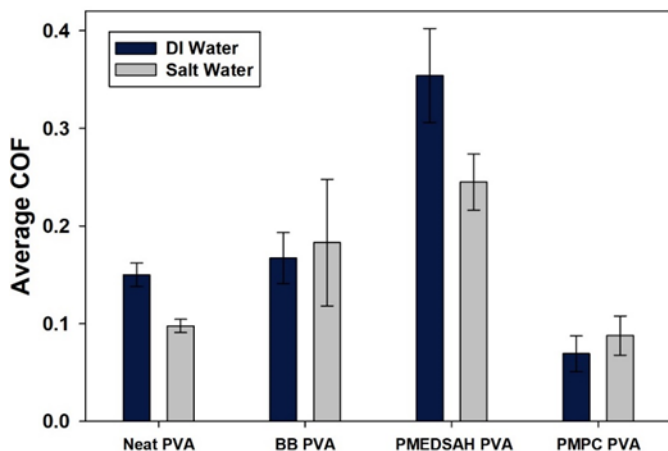 DI Water
Salt Water
Average COF
0.4
0.3
0.2
0.1
0.0
Neat PVA
BB PVA
PMEDSAH PVA
PMPC PVA